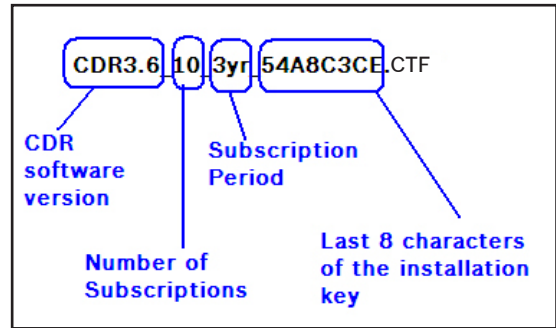 CDR3.6_10_3yr_54A8C3CE.CTF
CDR
software
version
Subscription
Period
Number of
Subscriptions
Last 8 characters
of the installation
key